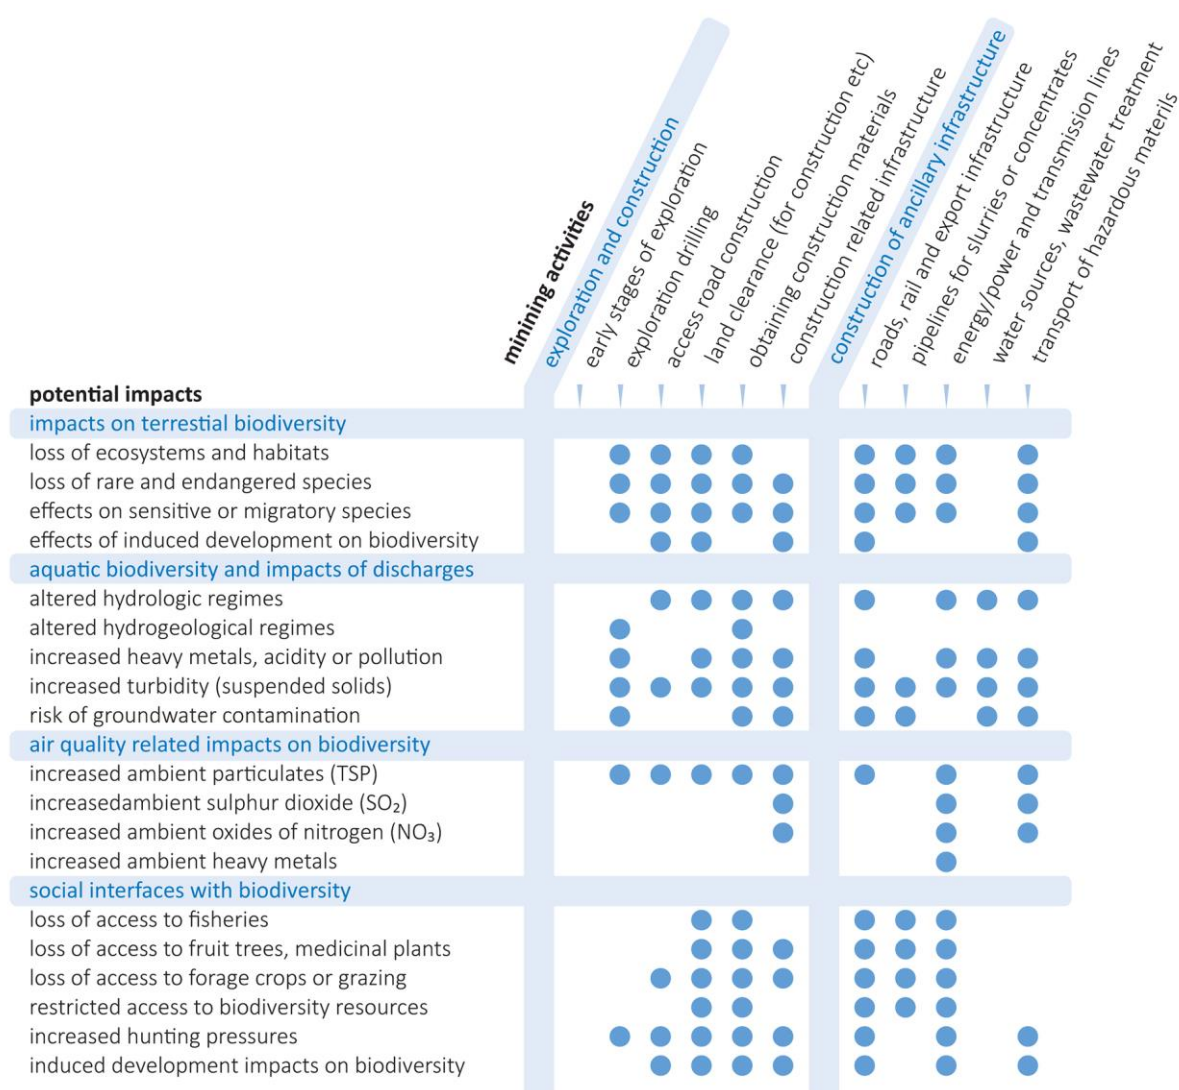 minining activities
exploration and construction
early stages of exploration
exploration drilling
access road construction
land clearance (for construction etc)
obtaining construction materials
construction related infrastructure
construction of ancillary infrastructure
roads, rail and export infrastructure
pipelines for slurries or concentrates
energy/power and transmission lines
water sources, wastewater treatment
transport of hazardous materils
potential impacts
impacts on terrestial biodiversity
loss of ecosystems and habitats
loss of rare and endangered species
effects on sensitive or migratory species
effects of induced development on biodiversity
aquatic biodiversity and impacts of discharges
altered hydrologic regimes
altered hydrogeological regimes
increased heavy metals, acidity or pollution
increased turbidity (suspended solids)
risk of groundwater contamination
air quality related impacts on biodiversity
increased ambient particulates (TSP)
increasedambient sulphur dioxide (SO₂)
increased ambient oxides of nitrogen (NO₃)
increased ambient heavy metals
social interfaces with biodiversity
loss of access to fisheries
loss of access to fruit trees, medicinal plants
loss of access to forage crops or grazing
restricted access to biodiversity resources
increased hunting pressures
induced development impacts on biodiversity